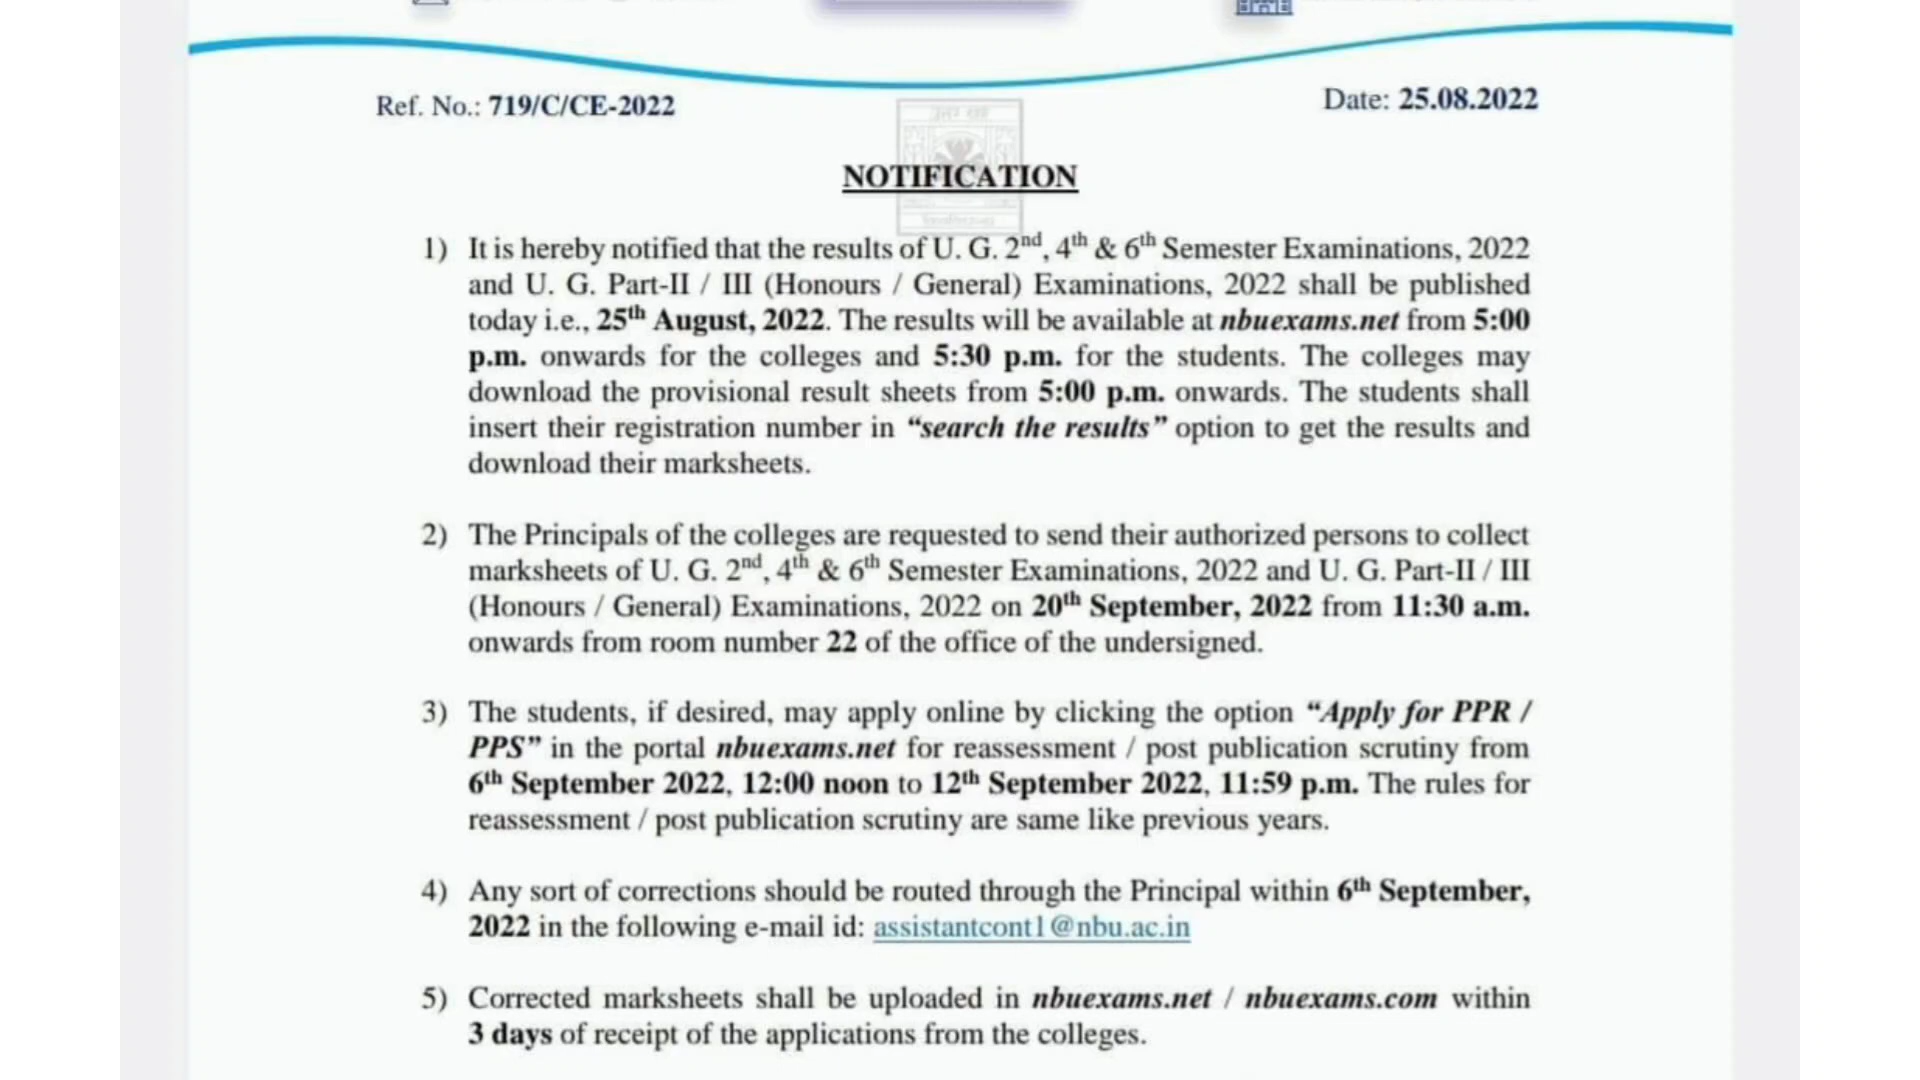 Ref. No.: 719/C/CE-2022
Date: 25.08.2022
NOTIFICATION
1) It is hereby notified that the results of U. G. 2nd, 4th & 6th Semester Examinations, 2022
and U. G. Part-II / III (Honours / General) Examinations, 2022 shall be published
today i.e., 25th August, 2022. The results will be available at nbuexams.net from 5:00
p.m. onwards for the colleges and 5:30 p.m. for the students. The colleges may
download the provisional result sheets from 5:00 p.m. onwards. The students shall
insert their registration number in “search the results” option to get the results and
download their marksheets.
2) The Principals of the colleges are requested to send their authorized persons to collect
marksheets of U. G. 2nd, 4th & 6th Semester Examinations, 2022 and U. G. Part-II / III
(Honours / General) Examinations, 2022 on 20th September, 2022 from 11:30 a.m.
onwards from room number 22 of the office of the undersigned.
3) The students, if desired, may apply online by clicking the option “Apply for PPR /
PPS” in the portal nbuexams.net for reassessment / post publication scrutiny from
6th September 2022, 12:00 noon to 12th September 2022, 11:59 p.m. The rules for
reassessment / post publication scrutiny are same like previous years.
4) Any sort of corrections should be routed through the Principal within 6th September,
2022 in the following e-mail id: assistantcont1@nbu.ac.in
5) Corrected marksheets shall be uploaded in nbuexams.net / nbuexams.com within
3 days of receipt of the applications from the colleges.